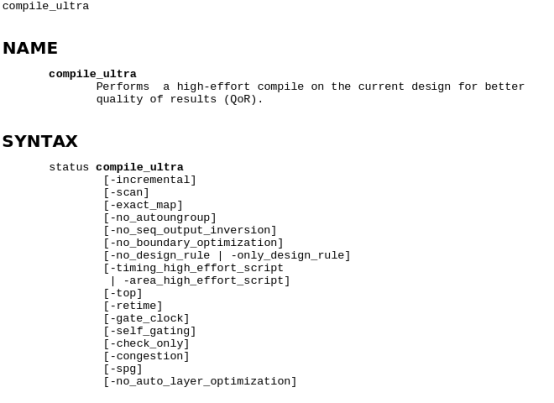 compile_ultra
NAME
compile_ultra
Performs a high-effort compile on the current design for better
quality of results (QoR).
SYNTAX
status compile_ultra
[-incremental]
[-scan]
[-exact_map]
[-no_autoungroup]
[-no_seq_output_inversion]
[-no_boundary_optimization]
[-no_design_rule | -only_design_rule]
[-timing_high_effort_script
| -area_high_effort_script]
[-top]
[-retime]
[-gate_clock]
[-self_gating]
[-check_only]
[-congestion]
[-spg]
[-no_auto_layer_optimization]